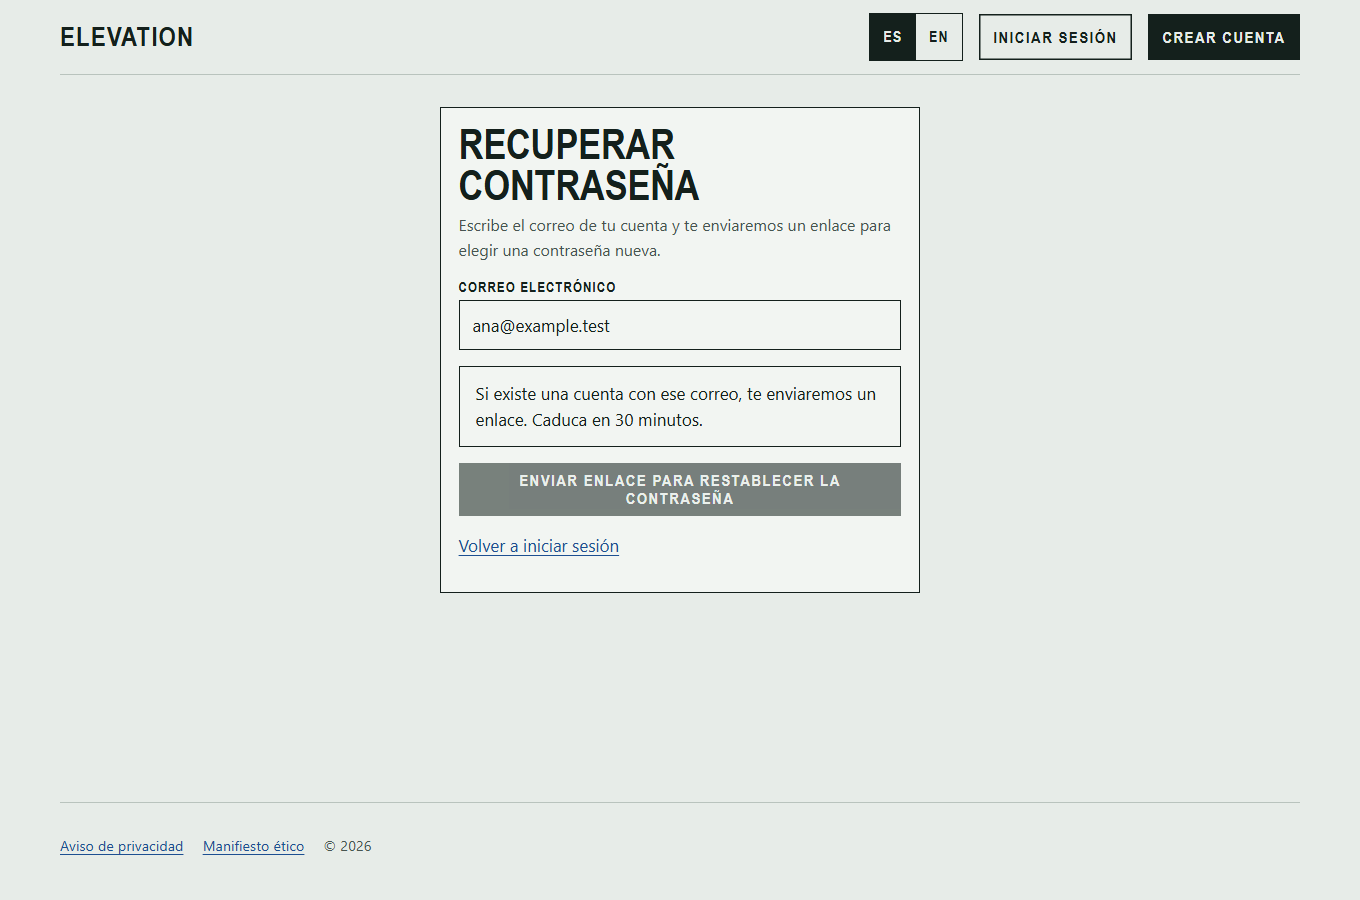 ELEVATION
ES
EN
INICIAR SESIÓN
CREAR CUENTA
RECUPERAR
CONTRASEÑA
Escribe el correo de tu cuenta y te enviaremos un enlace para
elegir una contraseña nueva.
CORREO ELECTRÓNICO
ana@example.test
Si existe una cuenta con ese correo, te enviaremos un
enlace. Caduca en 30 minutos.
ENVIAR ENLACE PARA RESTABLECER LA
CONTRASEÑA
Volver a iniciar sesión
Aviso de privacidad
Manifiesto ético
© 2026